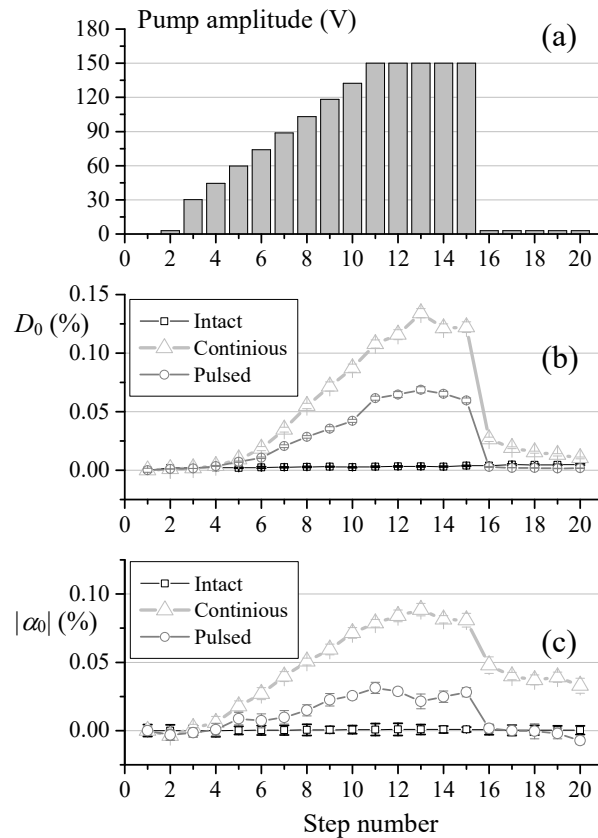 Pump amplitude (V)
(a)
180
150
120
90
60
30
0
0 2 4 6 8 10 12 14 16 18 20
0.15
D0 (%)
0.10
0.05
0.00
Intact
Continious
Pulsed
(b)
0 2 4 6 8 10 12 14 16 18 20
0.10
|α0| (%)
0.05
0.00
Intact
Continious
Pulsed
(c)
0 2 4 6 8 10 12 14 16 18 20
Step number